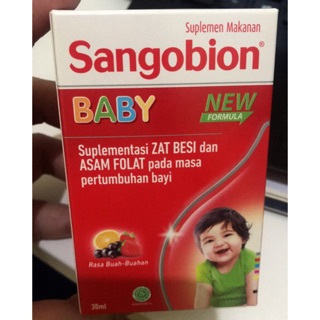 Suplemen Makanan
Sangobion®
BABY
NEW
FORMULA
Suplementasi ZAT BESI dan
ASAM FOLAT pada masa
pertumbuhan bayi
Rasa Buah-Buahan
30ml